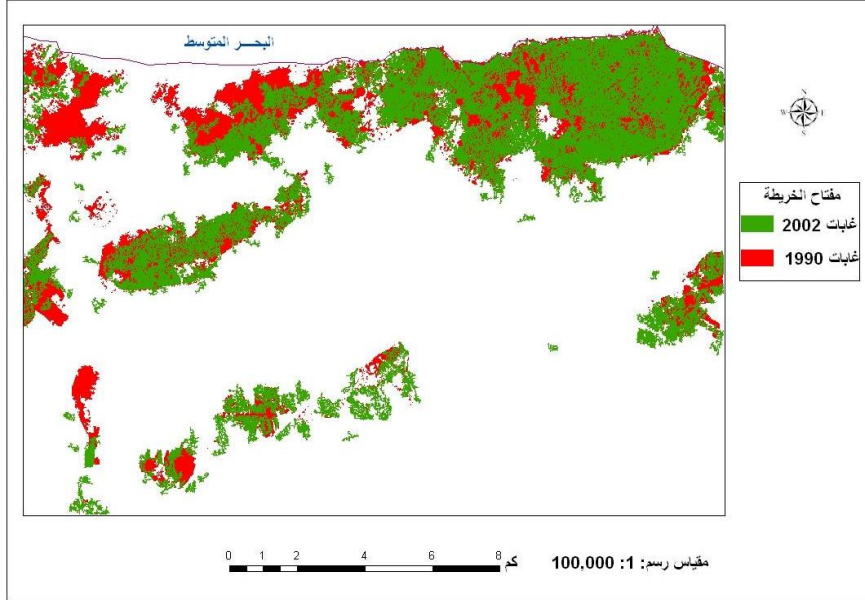 البحـــر المتوسط
N
W E
S
مفتاح الخريطة
غابات 2002
غابات 1990
0 1 2 4 6 8 كم
مقياس رسم: 1: 100,000